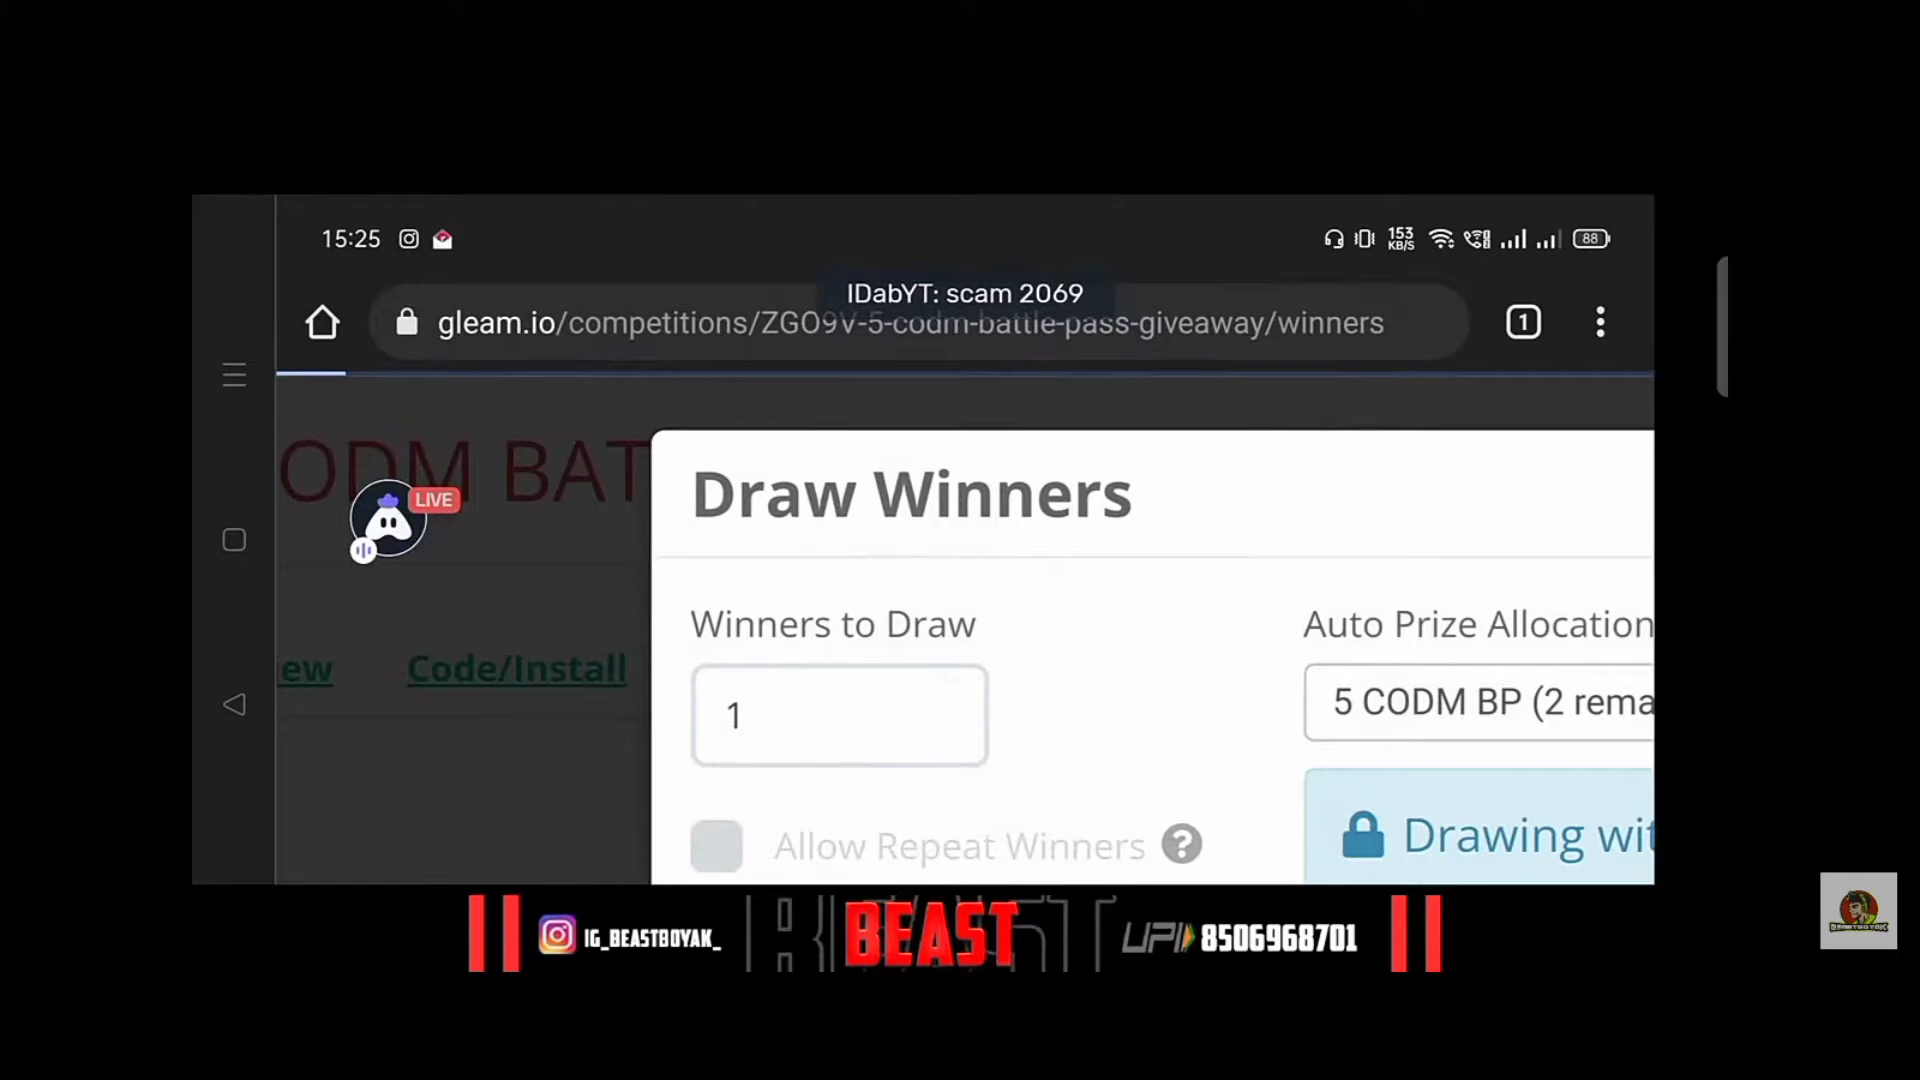 15:25
153
KB/S
88
IDabYT: scam 2069
gleam.io/competitions/ZGO9V-5-codm-battle-pass-giveaway/winners
1
ODM BAT
LIVE
Draw Winners
Winners to Draw
Auto Prize Allocation
ew
Code/Install
1
5 CODM BP (2 rema
Allow Repeat Winners
?
Drawing wit
IG_BEASTBOYAK_
BEAST
UPI
8506968701